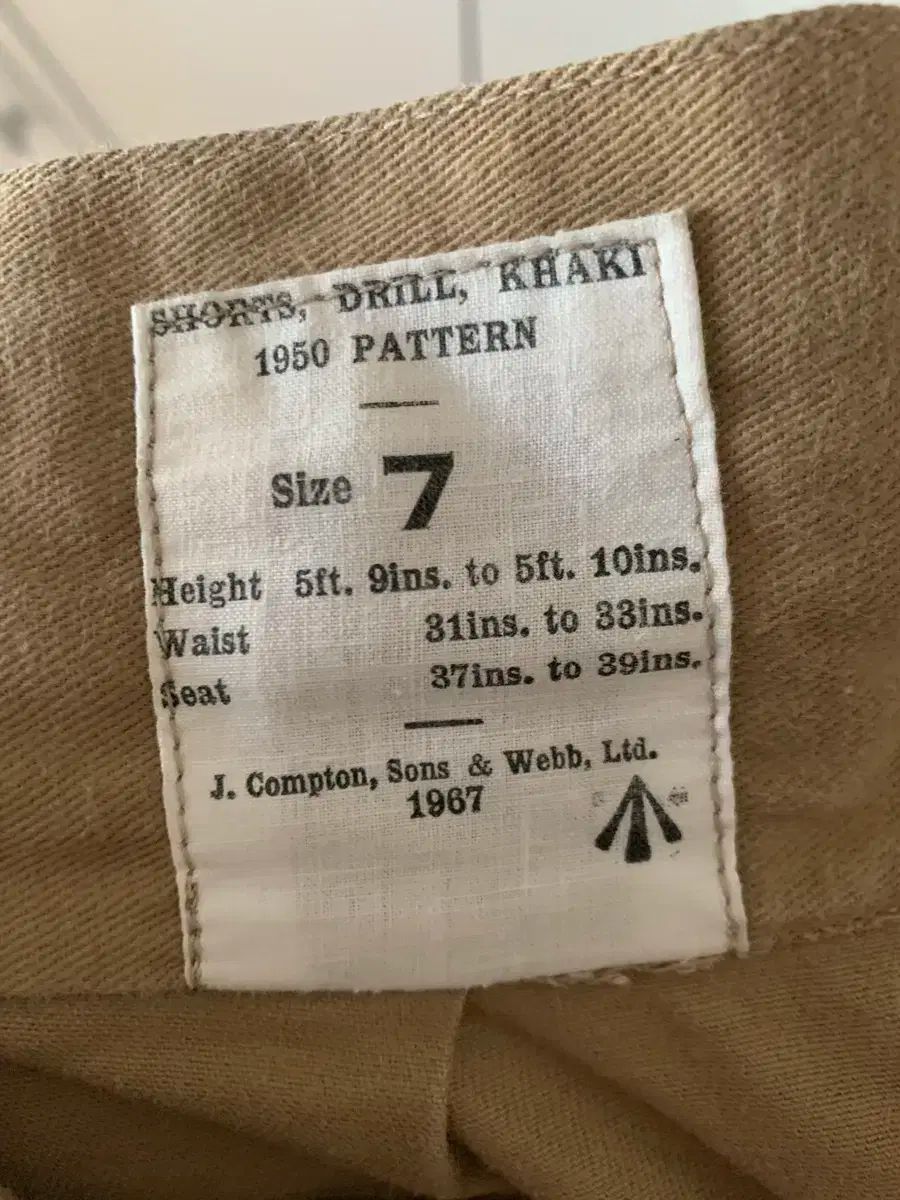 SHORTS, DRILL, KHAKI
1950 PATTERN
Size 7
Height 5ft. 9ins. to 5ft. 10ins.
Waist 31ins. to 33ins.
Seat 37ins. to 39ins.
J. Compton, Sons & Webb, Ltd.
1967